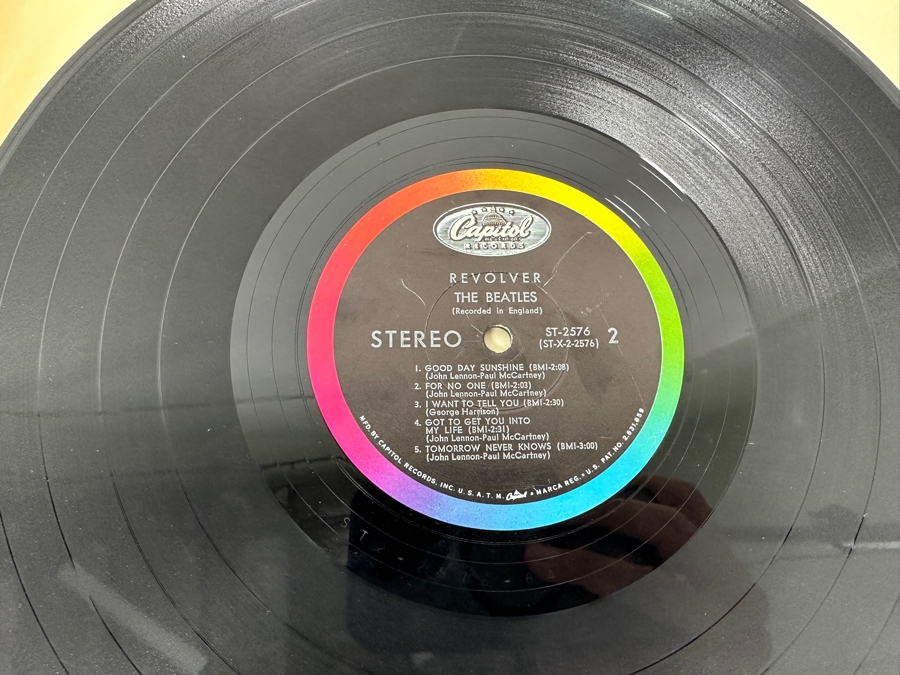 Capitol
RECORDS
REVOLVER
THE BEATLES
(Recorded in England)
STEREO
ST-2576
(ST-X-2-2576)
2
1. GOOD DAY SUNSHINE (BMI-2:08)
(John Lennon-Paul McCartney)
2. FOR NO ONE (BMI-2:03)
(John Lennon-Paul McCartney)
3. I WANT TO TELL YOU (BMI-2:30)
(George Harrison)
4. GOT TO GET YOU INTO
MY LIFE (BMI-2:31)
(John Lennon-Paul McCartney)
5. TOMORROW NEVER KNOWS (BMI-3:00)
(John Lennon-Paul McCartney)
MFD. BY CAPITOL RECORDS, INC. U. S. A. T. M. Capitol • MARCA REG. • U. S. PAT. NO. 2,631,859